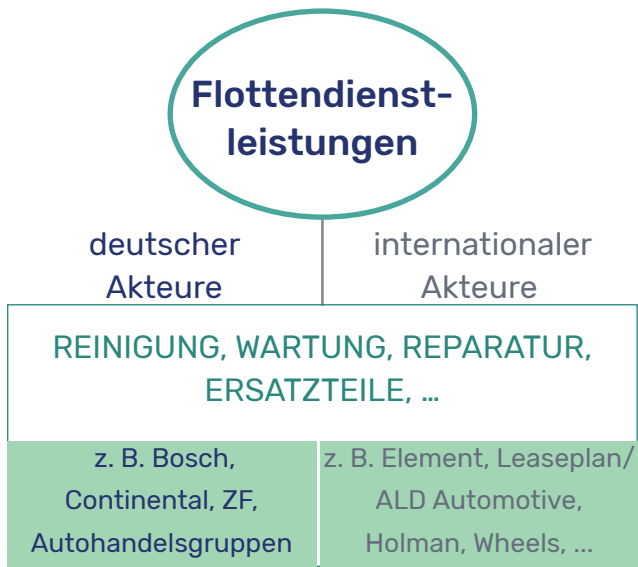 Flottendienst-
leistungen
deutscher
Akteure
internationaler
Akteure
REINIGUNG, WARTUNG, REPARATUR,
ERSATZTEILE, ...
z. B. Bosch,
Continental, ZF,
Autohandelsgruppen
z. B. Element, Leaseplan/
ALD Automotive,
Holman, Wheels, ...